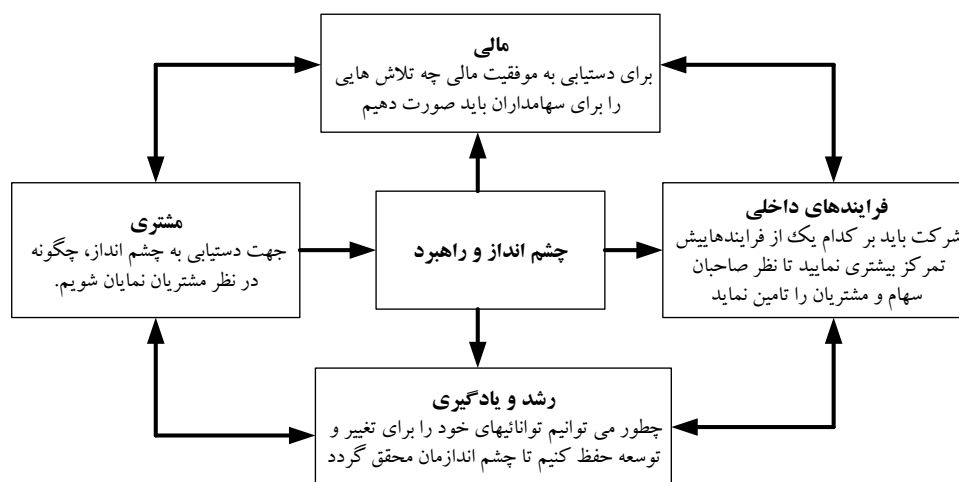 مالی
برای دستیابی به موفقیت مالی چه تلاش هایی
را برای سهامداران باید صورت دهیم
فرایندهای داخلی
شرکت باید بر کدام یک از فرایندهاییش
تمرکز بیشتری نمایید تا نظر صاحبان
سهام و مشتریان را تامین نماید
چشم انداز و راهبرد
مشتری
جهت دستیابی به چشم انداز، چگونه
در نظر مشتریان نمایان شویم.
رشد و یادگیری
چطور می توانیم توانائیهای خود را برای تغییر و
توسعه حفظ کنیم تا چشم اندازمان محقق گردد